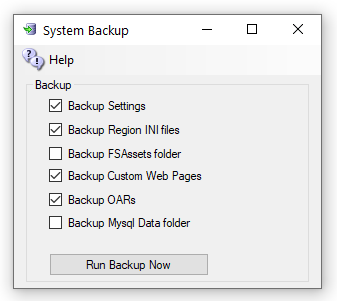 System Backup
Help
Backup
Backup Settings
Backup Region INI files
Backup FSAssets folder
Backup Custom Web Pages
Backup OARs
Backup Mysql Data folder
Run Backup Now